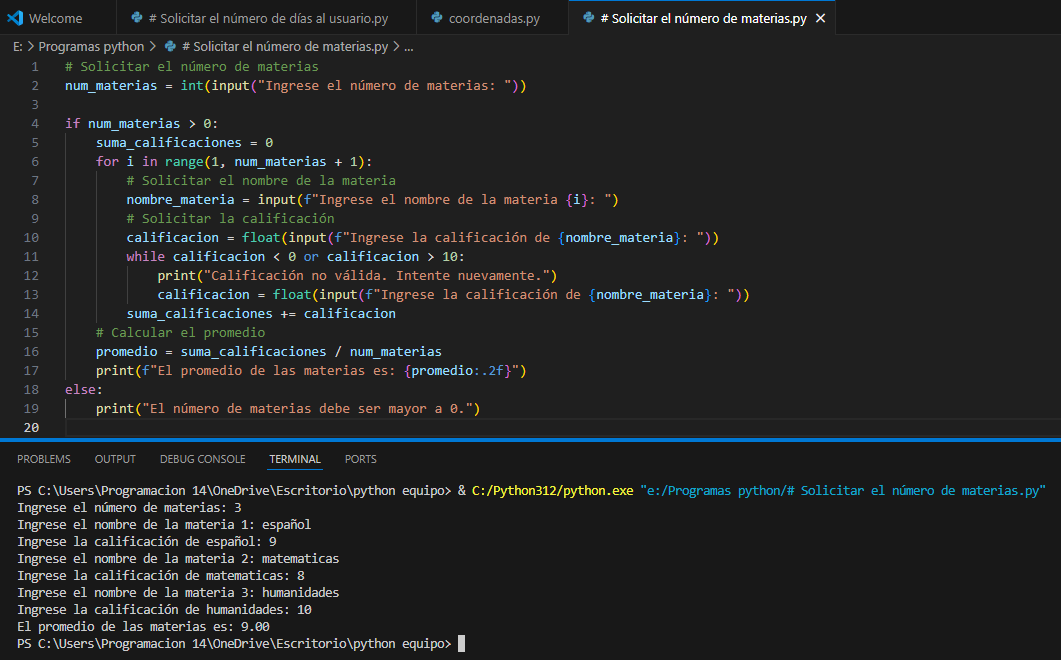 Welcome
# Solicitar el número de días al usuario.py
coordenadas.py
# Solicitar el número de materias.py
E: > Programas python > # Solicitar el número de materias.py > ...
1 # Solicitar el número de materias
2 num_materias = int(input("Ingrese el número de materias: "))
3
4 if num_materias > 0:
5 suma_calificaciones = 0
6 for i in range(1, num_materias + 1):
7 # Solicitar el nombre de la materia
8 nombre_materia = input(f"Ingrese el nombre de la materia {i}: ")
9 # Solicitar la calificación
10 calificacion = float(input(f"Ingrese la calificación de {nombre_materia}: "))
11 while calificacion < 0 or calificacion > 10:
12 print("Calificación no válida. Intente nuevamente.")
13 calificacion = float(input(f"Ingrese la calificación de {nombre_materia}: "))
14 suma_calificaciones += calificacion
15 # Calcular el promedio
16 promedio = suma_calificaciones / num_materias
17 print(f"El promedio de las materias es: {promedio:.2f}")
18 else:
19 print("El número de materias debe ser mayor a 0.")
20
PROBLEMS OUTPUT DEBUG CONSOLE TERMINAL PORTS
PS C:\Users\Programacion 14\OneDrive\Escritorio\python equipo> & C:/Python312/python.exe "e:/Programas python/# Solicitar el número de materias.py"
Ingrese el número de materias: 3
Ingrese el nombre de la materia 1: español
Ingrese la calificación de español: 9
Ingrese el nombre de la materia 2: matematicas
Ingrese la calificación de matematicas: 8
Ingrese el nombre de la materia 3: humanidades
Ingrese la calificación de humanidades: 10
El promedio de las materias es: 9.00
PS C:\Users\Programacion 14\OneDrive\Escritorio\python equipo>